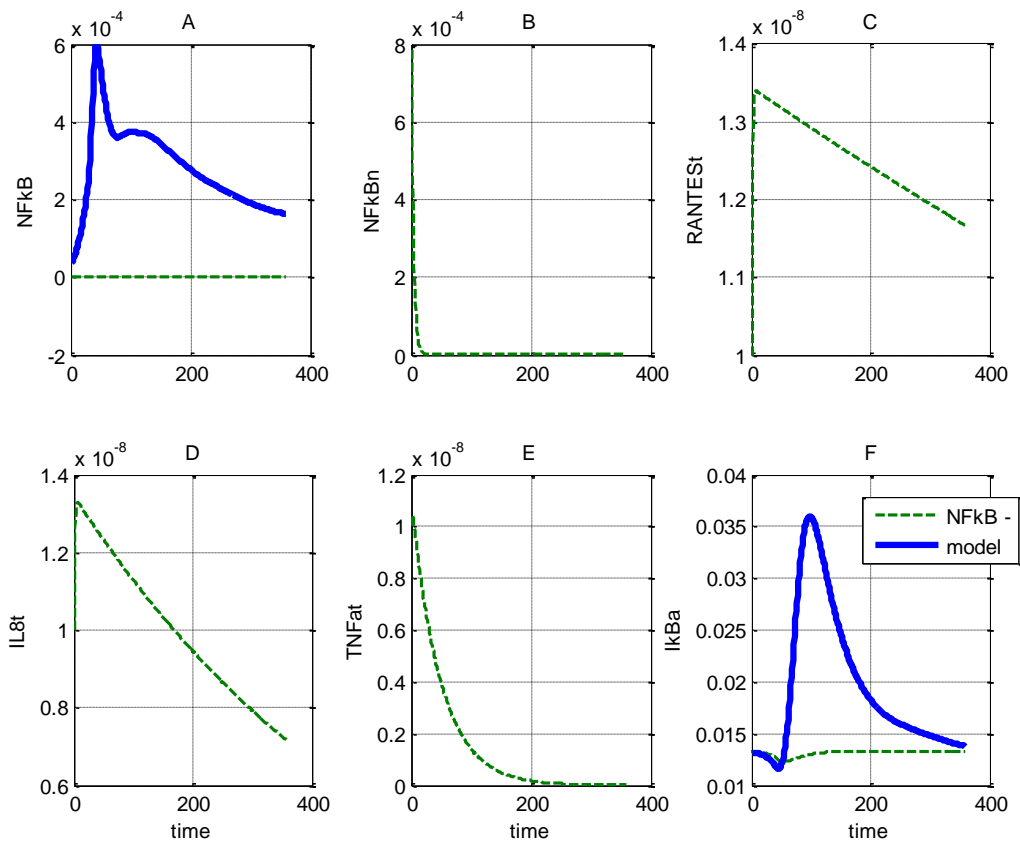 A
B
C
x 10-4
x 10-4
x 10-8
6
4
2
0
-2
NFkB
0
200
400
8
6
4
2
0
NFkBn
0
200
400
1.4
1.3
1.2
1.1
1
RANTESt
0
200
400
D
E
F
x 10-8
x 10-8
1.4
1.2
1
0.8
0.6
IL8t
0
200
400
time
1.2
1
0.8
0.6
0.4
0.2
0
TNFat
0
200
400
time
0.04
0.035
0.03
0.025
0.02
0.015
0.01
IkBa
0
200
400
time
NFkB -
model